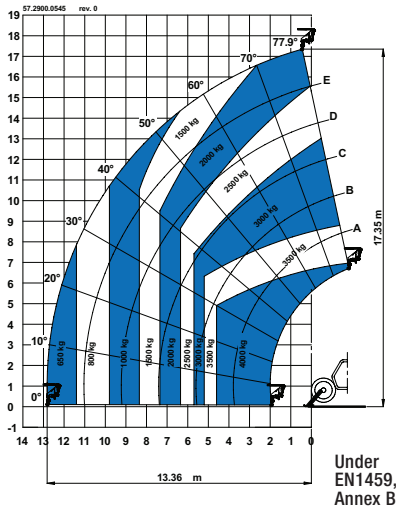 57.2900.0545 rev. 0
19
18
17
16
15
14
13
12
11
10
9
8
7
6
5
4
3
2
1
0
-1
14 13 12 11 10 9 8 7 6 5 4 3 2 1 0
0°
10°
20°
30°
40°
50°
60°
70°
77.9°
E
D
C
B
A
1500 kg
2000 kg
2500 kg
3000 kg
3500 kg
650 kg
800 kg
1000 kg
1500 kg
2000 kg
2500 kg
3000 kg
3500 kg
4000 kg
17.35 m
13.36 m
Under
EN1459,
Annex B